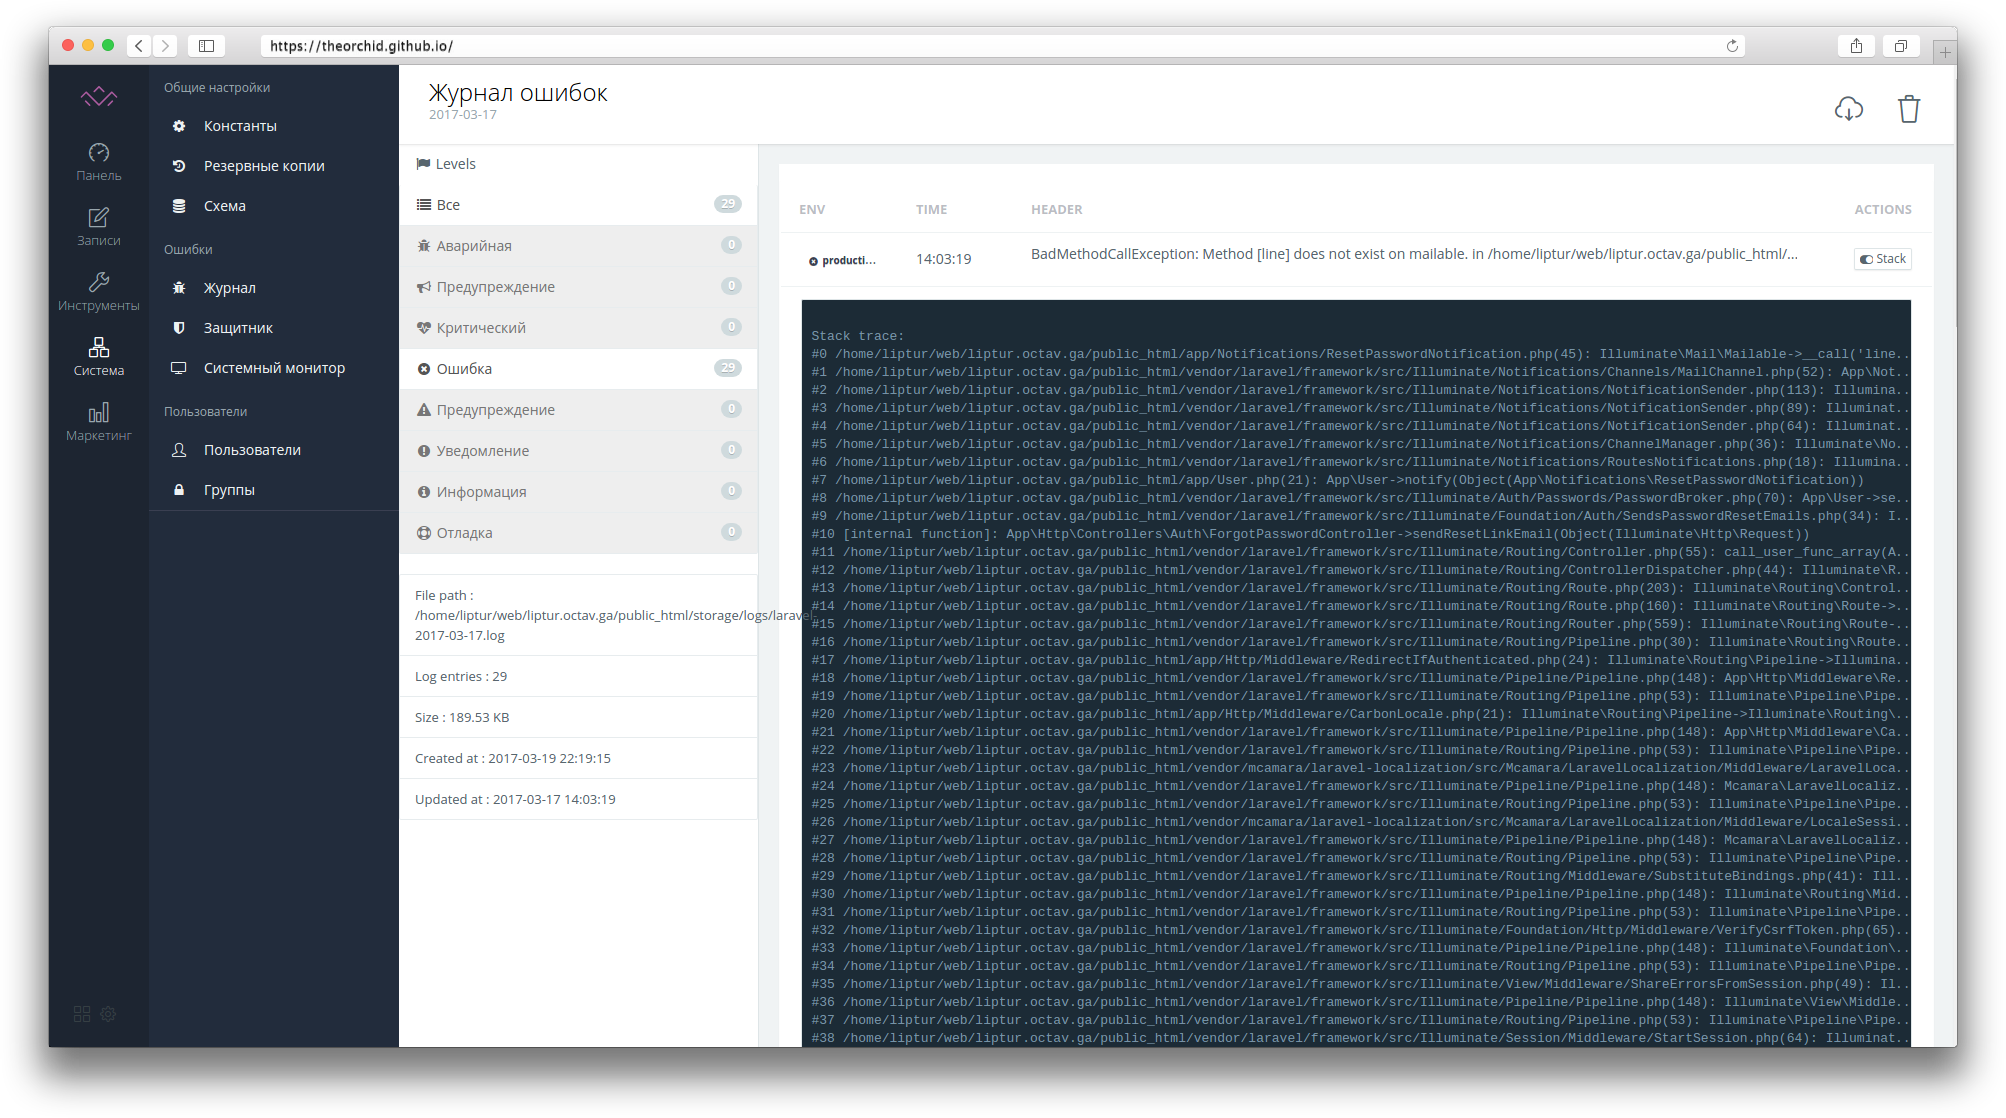 https://theorchid.github.io/
Панель
Записи
Инструменты
Система
Маркетинг
Общие настройки
Константы
Резервные копии
Схема
Ошибки
Журнал
Защитник
Системный монитор
Пользователи
Пользователи
Группы
Журнал ошибок
2017-03-17
Levels
Все 29
Аварийная 0
Предупреждение 0
Критический 0
Ошибка 29
Предупреждение 0
Уведомление 0
Информация 0
Отладка 0
File path :
/home/liptur/web/liptur.octav.ga/public_html/storage/logs/laravel-
2017-03-17.log
Log entries : 29
Size : 189.53 KB
Created at : 2017-03-19 22:19:15
Updated at : 2017-03-17 14:03:19
ENV TIME HEADER ACTIONS
producti... 14:03:19 BadMethodCallException: Method [line] does not exist on mailable. in /home/liptur/web/liptur.octav.ga/public_html/... Stack
Stack trace:
#0 /home/liptur/web/liptur.octav.ga/public_html/app/Notifications/ResetPasswordNotification.php(45): Illuminate\Mail\Mailable->__call('line..
#1 /home/liptur/web/liptur.octav.ga/public_html/vendor/laravel/framework/src/Illuminate/Notifications/Channels/MailChannel.php(52): App\Not..
#2 /home/liptur/web/liptur.octav.ga/public_html/vendor/laravel/framework/src/Illuminate/Notifications/NotificationSender.php(113): Illumina..
#3 /home/liptur/web/liptur.octav.ga/public_html/vendor/laravel/framework/src/Illuminate/Notifications/NotificationSender.php(89): Illuminat..
#4 /home/liptur/web/liptur.octav.ga/public_html/vendor/laravel/framework/src/Illuminate/Notifications/NotificationSender.php(64): Illuminat..
#5 /home/liptur/web/liptur.octav.ga/public_html/vendor/laravel/framework/src/Illuminate/Notifications/ChannelManager.php(36): Illuminate\No..
#6 /home/liptur/web/liptur.octav.ga/public_html/vendor/laravel/framework/src/Illuminate/Notifications/RoutesNotifications.php(18): Illumina..
#7 /home/liptur/web/liptur.octav.ga/public_html/app/User.php(21): App\User->notify(Object(App\Notifications\ResetPasswordNotification))
#8 /home/liptur/web/liptur.octav.ga/public_html/vendor/laravel/framework/src/Illuminate/Auth/Passwords/PasswordBroker.php(70): App\User->se..
#9 /home/liptur/web/liptur.octav.ga/public_html/vendor/laravel/framework/src/Illuminate/Foundation/Auth/SendsPasswordResetEmails.php(34): I..
#10 [internal function]: App\Http\Controllers\Auth\ForgotPasswordController->sendResetLinkEmail(Object(Illuminate\Http\Request))
#11 /home/liptur/web/liptur.octav.ga/public_html/vendor/laravel/framework/src/Illuminate/Routing/Controller.php(55): call_user_func_array(A..
#12 /home/liptur/web/liptur.octav.ga/public_html/vendor/laravel/framework/src/Illuminate/Routing/ControllerDispatcher.php(44): Illuminate\R..
#13 /home/liptur/web/liptur.octav.ga/public_html/vendor/laravel/framework/src/Illuminate/Routing/Route.php(203): Illuminate\Routing\Control..
#14 /home/liptur/web/liptur.octav.ga/public_html/vendor/laravel/framework/src/Illuminate/Routing/Route.php(160): Illuminate\Routing\Route->..
#15 /home/liptur/web/liptur.octav.ga/public_html/vendor/laravel/framework/src/Illuminate/Routing/Router.php(559): Illuminate\Routing\Route-..
#16 /home/liptur/web/liptur.octav.ga/public_html/vendor/laravel/framework/src/Illuminate/Routing/Pipeline.php(30): Illuminate\Routing\Route..
#17 /home/liptur/web/liptur.octav.ga/public_html/app/Http/Middleware/RedirectIfAuthenticated.php(24): Illuminate\Routing\Pipeline->Illumina..
#18 /home/liptur/web/liptur.octav.ga/public_html/vendor/laravel/framework/src/Illuminate/Pipeline/Pipeline.php(148): App\Http\Middleware\Re..
#19 /home/liptur/web/liptur.octav.ga/public_html/vendor/laravel/framework/src/Illuminate/Routing/Pipeline.php(53): Illuminate\Pipeline\Pipe..
#20 /home/liptur/web/liptur.octav.ga/public_html/app/Http/Middleware/CarbonLocale.php(21): Illuminate\Routing\Pipeline->Illuminate\Routing\..
#21 /home/liptur/web/liptur.octav.ga/public_html/vendor/laravel/framework/src/Illuminate/Pipeline/Pipeline.php(148): App\Http\Middleware\Ca..
#22 /home/liptur/web/liptur.octav.ga/public_html/vendor/laravel/framework/src/Illuminate/Routing/Pipeline.php(53): Illuminate\Pipeline\Pipe..
#23 /home/liptur/web/liptur.octav.ga/public_html/vendor/mcamara/laravel-localization/src/Mcamara/LaravelLocalization/Middleware/LaravelLoca..
#24 /home/liptur/web/liptur.octav.ga/public_html/vendor/laravel/framework/src/Illuminate/Pipeline/Pipeline.php(148): Mcamara\LaravelLocaliz..
#25 /home/liptur/web/liptur.octav.ga/public_html/vendor/laravel/framework/src/Illuminate/Routing/Pipeline.php(53): Illuminate\Pipeline\Pipe..
#26 /home/liptur/web/liptur.octav.ga/public_html/vendor/mcamara/laravel-localization/src/Mcamara/LaravelLocalization/Middleware/LocaleSessi..
#27 /home/liptur/web/liptur.octav.ga/public_html/vendor/laravel/framework/src/Illuminate/Pipeline/Pipeline.php(148): Mcamara\LaravelLocaliz..
#28 /home/liptur/web/liptur.octav.ga/public_html/vendor/laravel/framework/src/Illuminate/Routing/Pipeline.php(53): Illuminate\Pipeline\Pipe..
#29 /home/liptur/web/liptur.octav.ga/public_html/vendor/laravel/framework/src/Illuminate/Routing/Middleware/SubstituteBindings.php(41): Ill..
#30 /home/liptur/web/liptur.octav.ga/public_html/vendor/laravel/framework/src/Illuminate/Pipeline/Pipeline.php(148): Illuminate\Routing\Mid..
#31 /home/liptur/web/liptur.octav.ga/public_html/vendor/laravel/framework/src/Illuminate/Routing/Pipeline.php(53): Illuminate\Pipeline\Pipe..
#32 /home/liptur/web/liptur.octav.ga/public_html/vendor/laravel/framework/src/Illuminate/Foundation/Http/Middleware/VerifyCsrfToken.php(65)..
#33 /home/liptur/web/liptur.octav.ga/public_html/vendor/laravel/framework/src/Illuminate/Pipeline/Pipeline.php(148): Illuminate\Foundation\..
#34 /home/liptur/web/liptur.octav.ga/public_html/vendor/laravel/framework/src/Illuminate/Routing/Pipeline.php(53): Illuminate\Pipeline\Pipe..
#35 /home/liptur/web/liptur.octav.ga/public_html/vendor/laravel/framework/src/Illuminate/View/Middleware/ShareErrorsFromSession.php(49): Il..
#36 /home/liptur/web/liptur.octav.ga/public_html/vendor/laravel/framework/src/Illuminate/Pipeline/Pipeline.php(148): Illuminate\View\Middle..
#37 /home/liptur/web/liptur.octav.ga/public_html/vendor/laravel/framework/src/Illuminate/Routing/Pipeline.php(53): Illuminate\Pipeline\Pipe..
#38 /home/liptur/web/liptur.octav.ga/public_html/vendor/laravel/framework/src/Illuminate/Session/Middleware/StartSession.php(64): Illuminat..